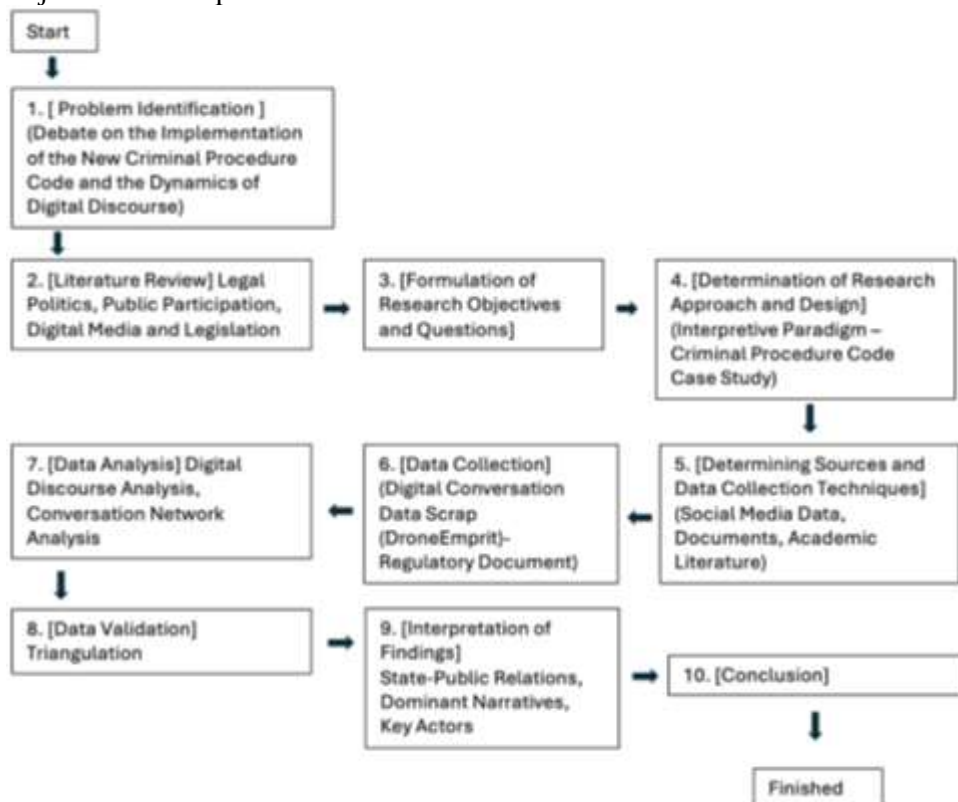 Start
1. [ Problem Identification ]
(Debate on the Implementation
of the New Criminal Procedure
Code and the Dynamics of
Digital Discourse)
2. [Literature Review] Legal
Politics, Public Participation,
Digital Media and Legislation
3. [Formulation of
Research Objectives
and Questions]
4. [Determination of Research
Approach and Design]
(Interpretive Paradigm –
Criminal Procedure Code
Case Study)
5. [Determining Sources and
Data Collection Techniques]
(Social Media Data,
Documents, Academic
Literature)
6. [Data Collection]
(Digital Conversation
Data Scrap
(DroneEmprit)-
Regulatory Document)
7. [Data Analysis] Digital
Discourse Analysis,
Conversation Network
Analysis
8. [Data Validation]
Triangulation
9. [Interpretation of
Findings]
State-Public Relations,
Dominant Narratives,
Key Actors
10. [Conclusion]
Finished